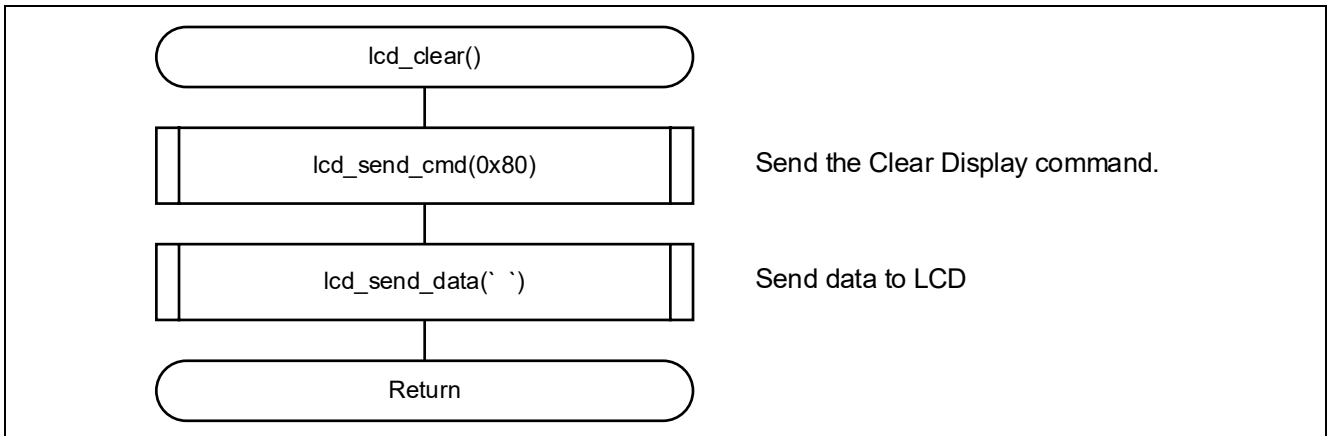 lcd_clear()
lcd_send_cmd(0x80)
Send the Clear Display command.
lcd_send_data(` `)
Send data to LCD
Return